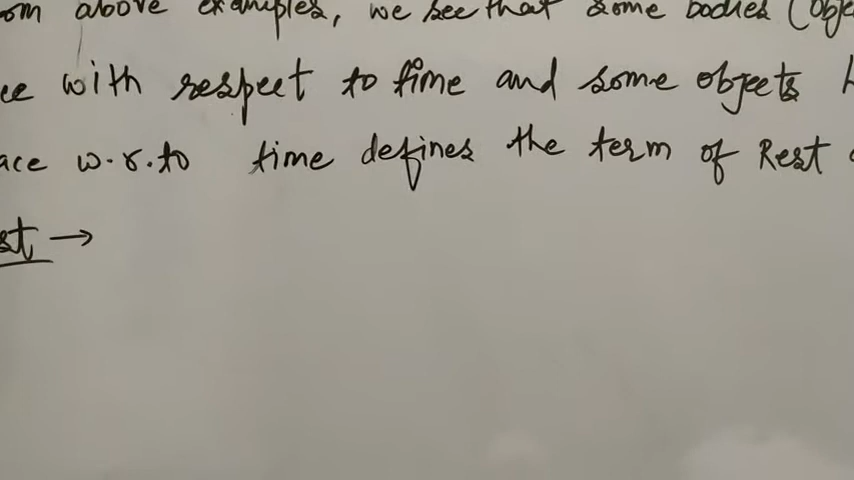 om above examples, we see that some bodies (obje
ce with respect to time and some objects h
ace w.r.to time defines the term of Rest
st →